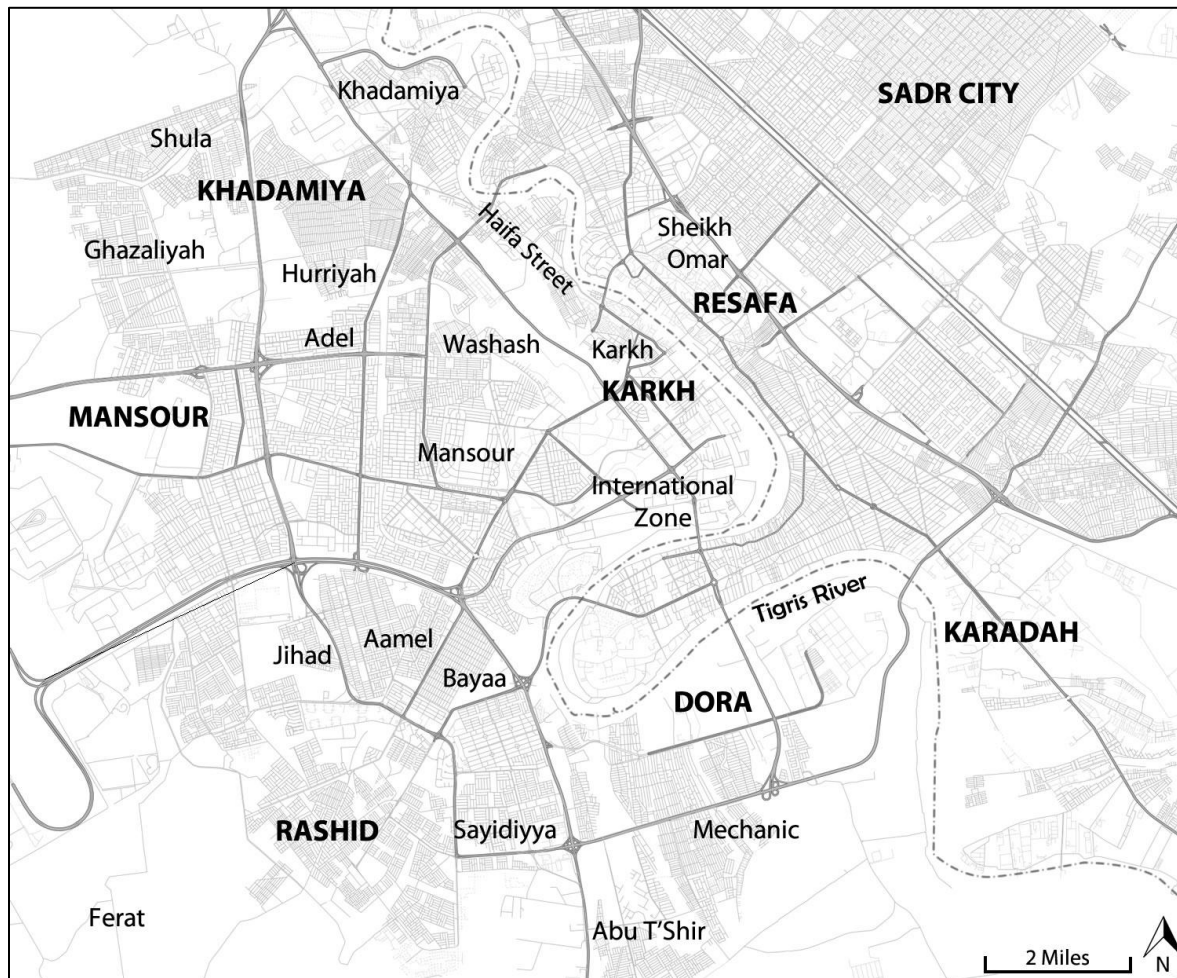 Khadamiya
SADR CITY
Shula
KHADAMIYA
Haifa Street
Sheikh
Omar
Ghazaliyah
Hurriyah
RESAFA
Adel
Washash
Karkh
KARKH
MANSOUR
Mansour
International
Zone
Tigris River
KARADAH
Aamel
Jihad
Bayaa
DORA
RASHID
Sayidiyya
Mechanic
Ferat
Abu T'Shir
2 Miles
N